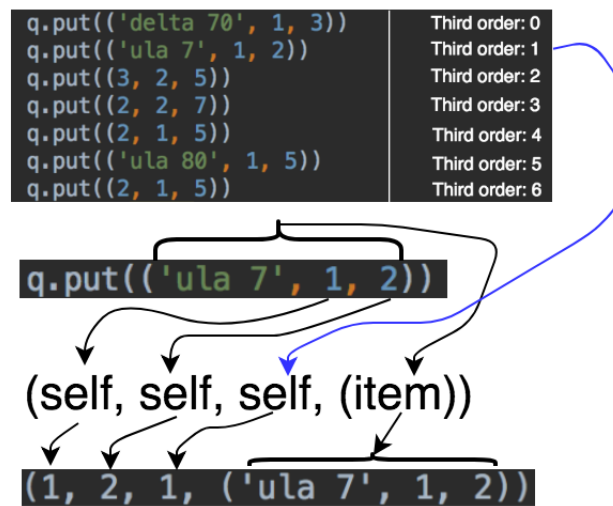 q.put(('delta 70', 1, 3)) Third order: 0
q.put(('ula 7', 1, 2)) Third order: 1
q.put((3, 2, 5)) Third order: 2
q.put((2, 2, 7)) Third order: 3
q.put((2, 1, 5)) Third order: 4
q.put(('ula 80', 1, 5)) Third order: 5
q.put((2, 1, 5)) Third order: 6
q.put(('ula 7', 1, 2))
(self, self, self, (item))
(1, 2, 1, ('ula 7', 1, 2))